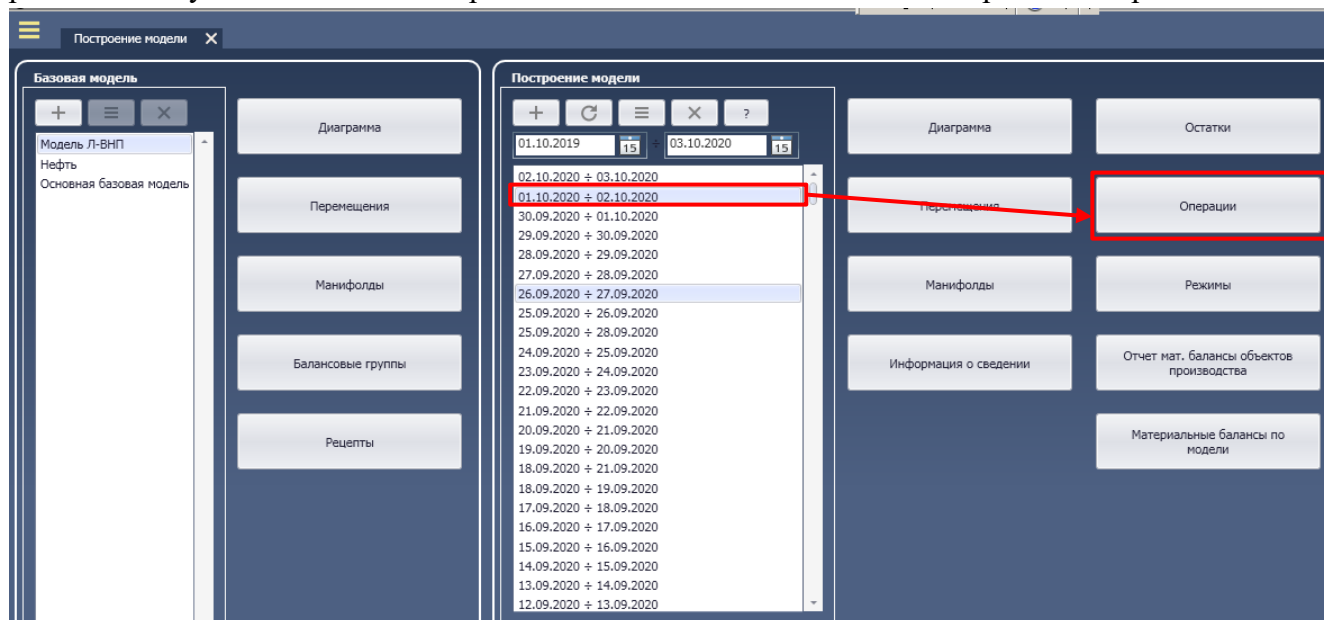 Построение модели X
Базовая модель
Модель Л-ВНП
Нефть
Основная базовая модель
Диаграмма
Перемещения
Манифолды
Балансовые группы
Рецепты
Построение модели
?
01.10.2019 15 ÷ 03.10.2020 15
02.10.2020 ÷ 03.10.2020
01.10.2020 ÷ 02.10.2020
30.09.2020 ÷ 01.10.2020
29.09.2020 ÷ 30.09.2020
28.09.2020 ÷ 29.09.2020
27.09.2020 ÷ 28.09.2020
26.09.2020 ÷ 27.09.2020
25.09.2020 ÷ 26.09.2020
25.09.2020 ÷ 28.09.2020
24.09.2020 ÷ 25.09.2020
23.09.2020 ÷ 24.09.2020
22.09.2020 ÷ 23.09.2020
21.09.2020 ÷ 22.09.2020
20.09.2020 ÷ 21.09.2020
19.09.2020 ÷ 20.09.2020
18.09.2020 ÷ 21.09.2020
18.09.2020 ÷ 19.09.2020
17.09.2020 ÷ 18.09.2020
16.09.2020 ÷ 17.09.2020
15.09.2020 ÷ 16.09.2020
14.09.2020 ÷ 15.09.2020
13.09.2020 ÷ 14.09.2020
12.09.2020 ÷ 13.09.2020
Диаграмма
Перемещения
Манифолды
Информация о сведении
Остатки
Операции
Режимы
Отчет мат. балансы объектов
производства
Материальные балансы по
модели